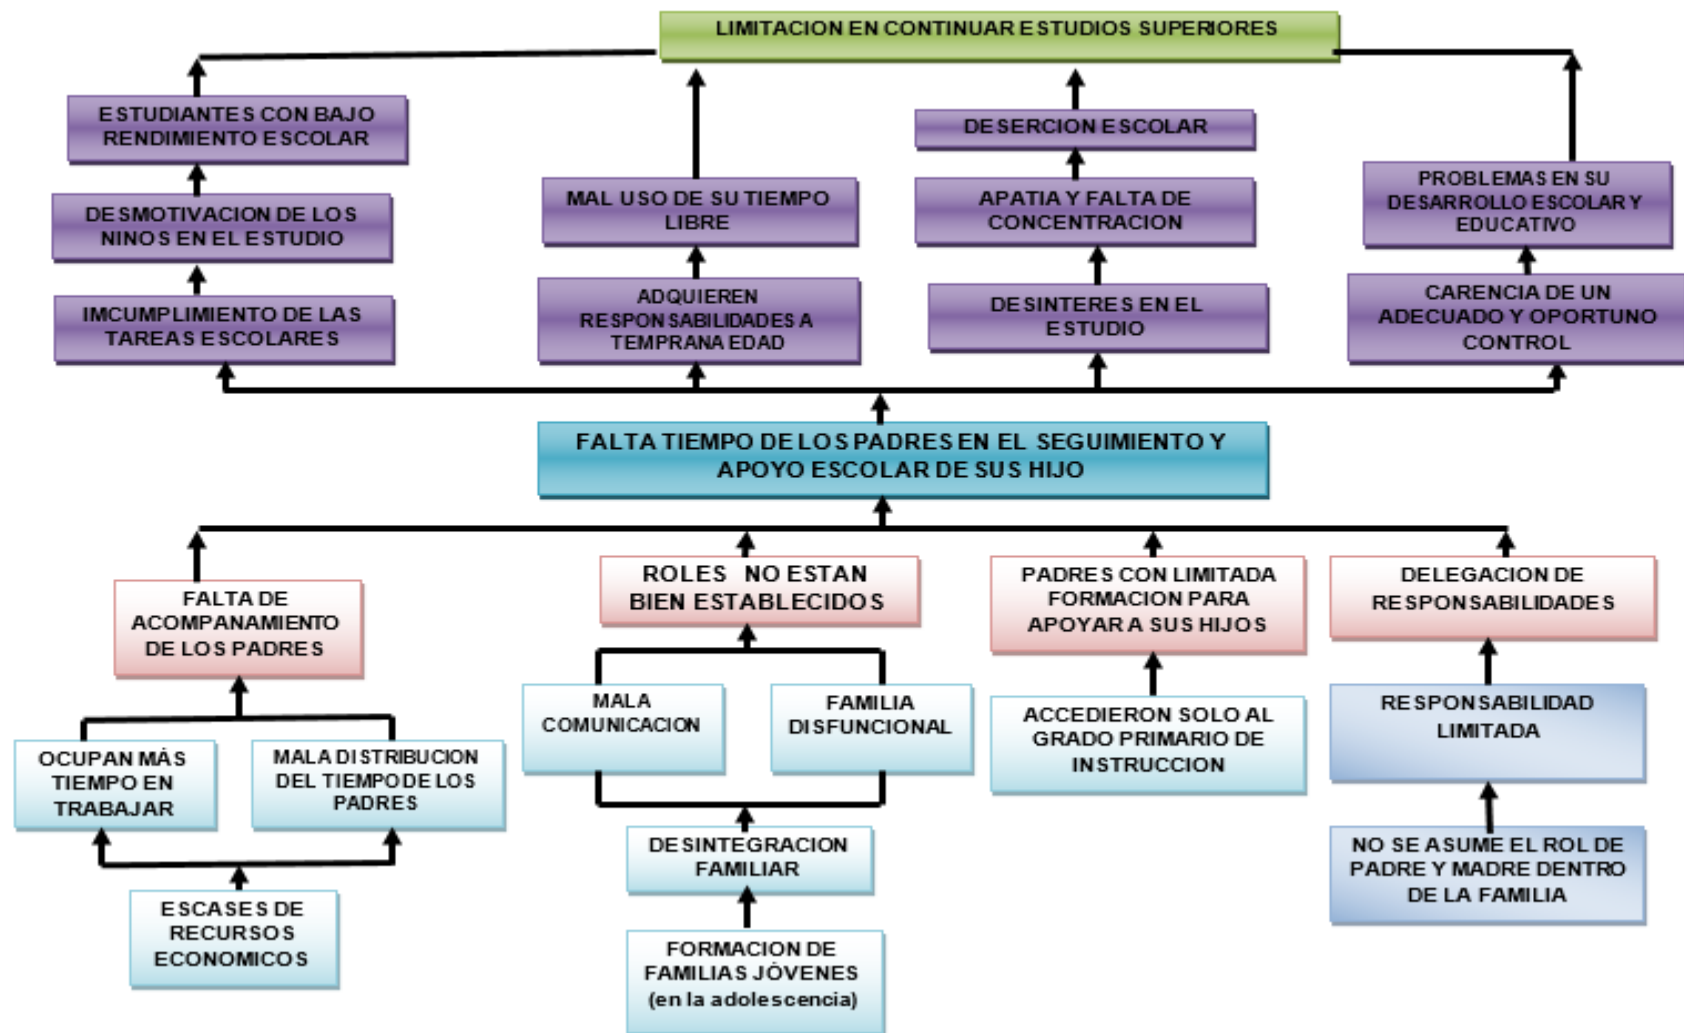 LIMITACION EN CONTINUAR ESTUDIOS SUPERIORES
ESTUDIANTES CON BAJO
RENDIMIENTO ESCOLAR
DESERCION ESCOLAR
DESMOTIVACION DE LOS
NINOS EN EL ESTUDIO
MAL USO DE SU TIEMPO
LIBRE
APATIA Y FALTA DE
CONCENTRACION
PROBLEMAS EN SU
DESARROLLO ESCOLAR Y
EDUCATIVO
IMCUMPLIMIENTO DE LAS
TAREAS ESCOLARES
ADQUIEREN
RESPONSABILIDADES A
TEMPRANA EDAD
DESINTERES EN EL
ESTUDIO
CARENCIA DE UN
ADECUADO Y OPORTUNO
CONTROL
FALTA TIEMPO DE LOS PADRES EN EL SEGUIMIENTO Y
APOYO ESCOLAR DE SUS HIJO
FALTA DE
ACOMPANAMIENTO
DE LOS PADRES
ROLES NO ESTAN
BIEN ESTABLECIDOS
PADRES CON LIMITADA
FORMACION PARA
APOYAR A SUS HIJOS
DELEGACION DE
RESPONSABILIDADES
OCUPAN MÁS
TIEMPO EN
TRABAJAR
MALA DISTRIBUCION
DEL TIEMPO DE LOS
PADRES
MALA
COMUNICACION
FAMILIA
DISFUNCIONAL
ACCEDIERON SOLO AL
GRADO PRIMARIO DE
INSTRUCCION
RESPONSABILIDAD
LIMITADA
ESCASES DE
RECURSOS
ECONOMICOS
DESINTEGRACION
FAMILIAR
NO SE ASUME EL ROL DE
PADRE Y MADRE DENTRO
DE LA FAMILIA
FORMACION DE
FAMILIAS JÓVENES
(en la adolescencia)